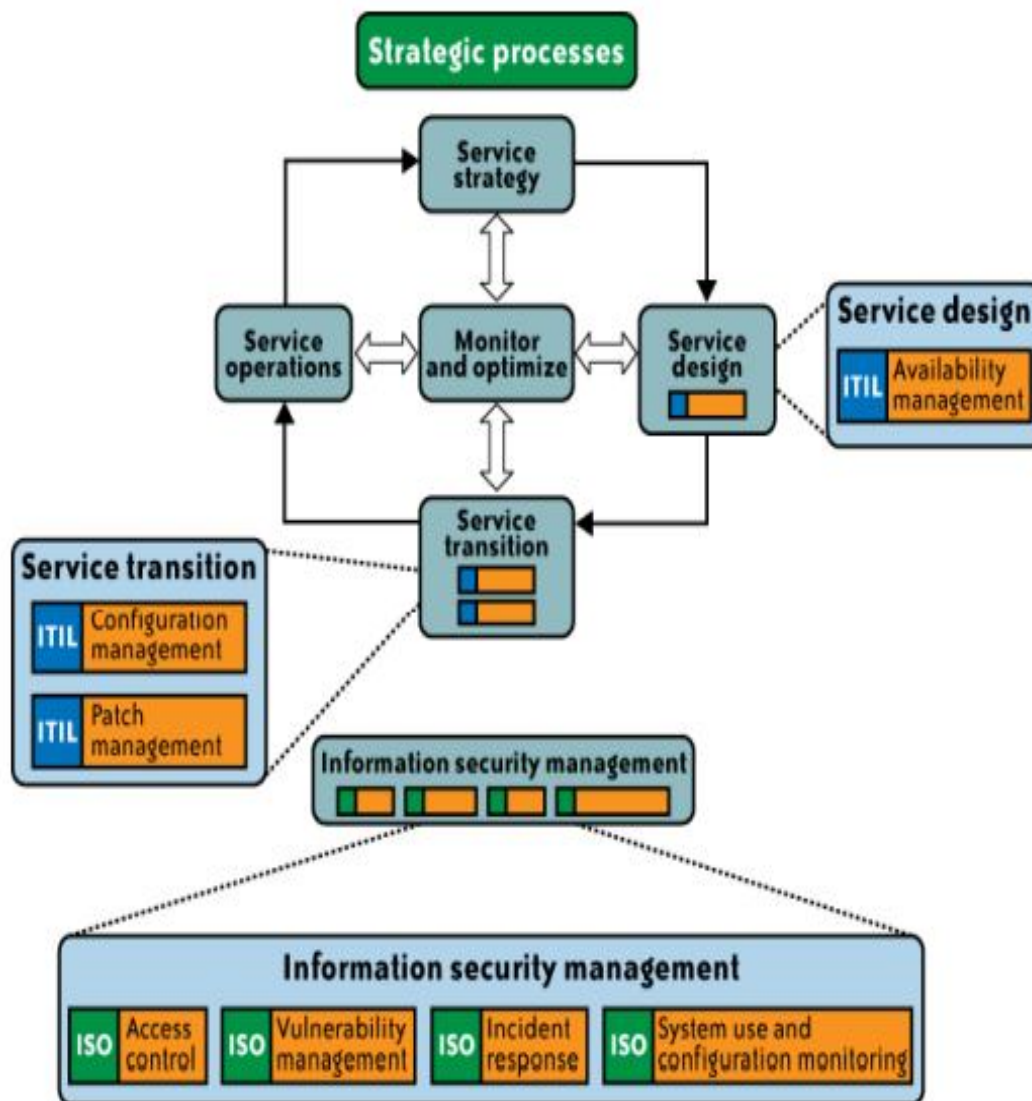 Strategic processes
Service
strategy
Service
operations
Monitor
and optimize
Service
design
Service design
ITIL
Availability
management
Service
transition
Service transition
ITIL
Configuration
management
ITIL
Patch
management
Information security management
Information security management
ISO
Access
control
ISO
Vulnerability
management
ISO
Incident
response
ISO
System use and
configuration monitoring